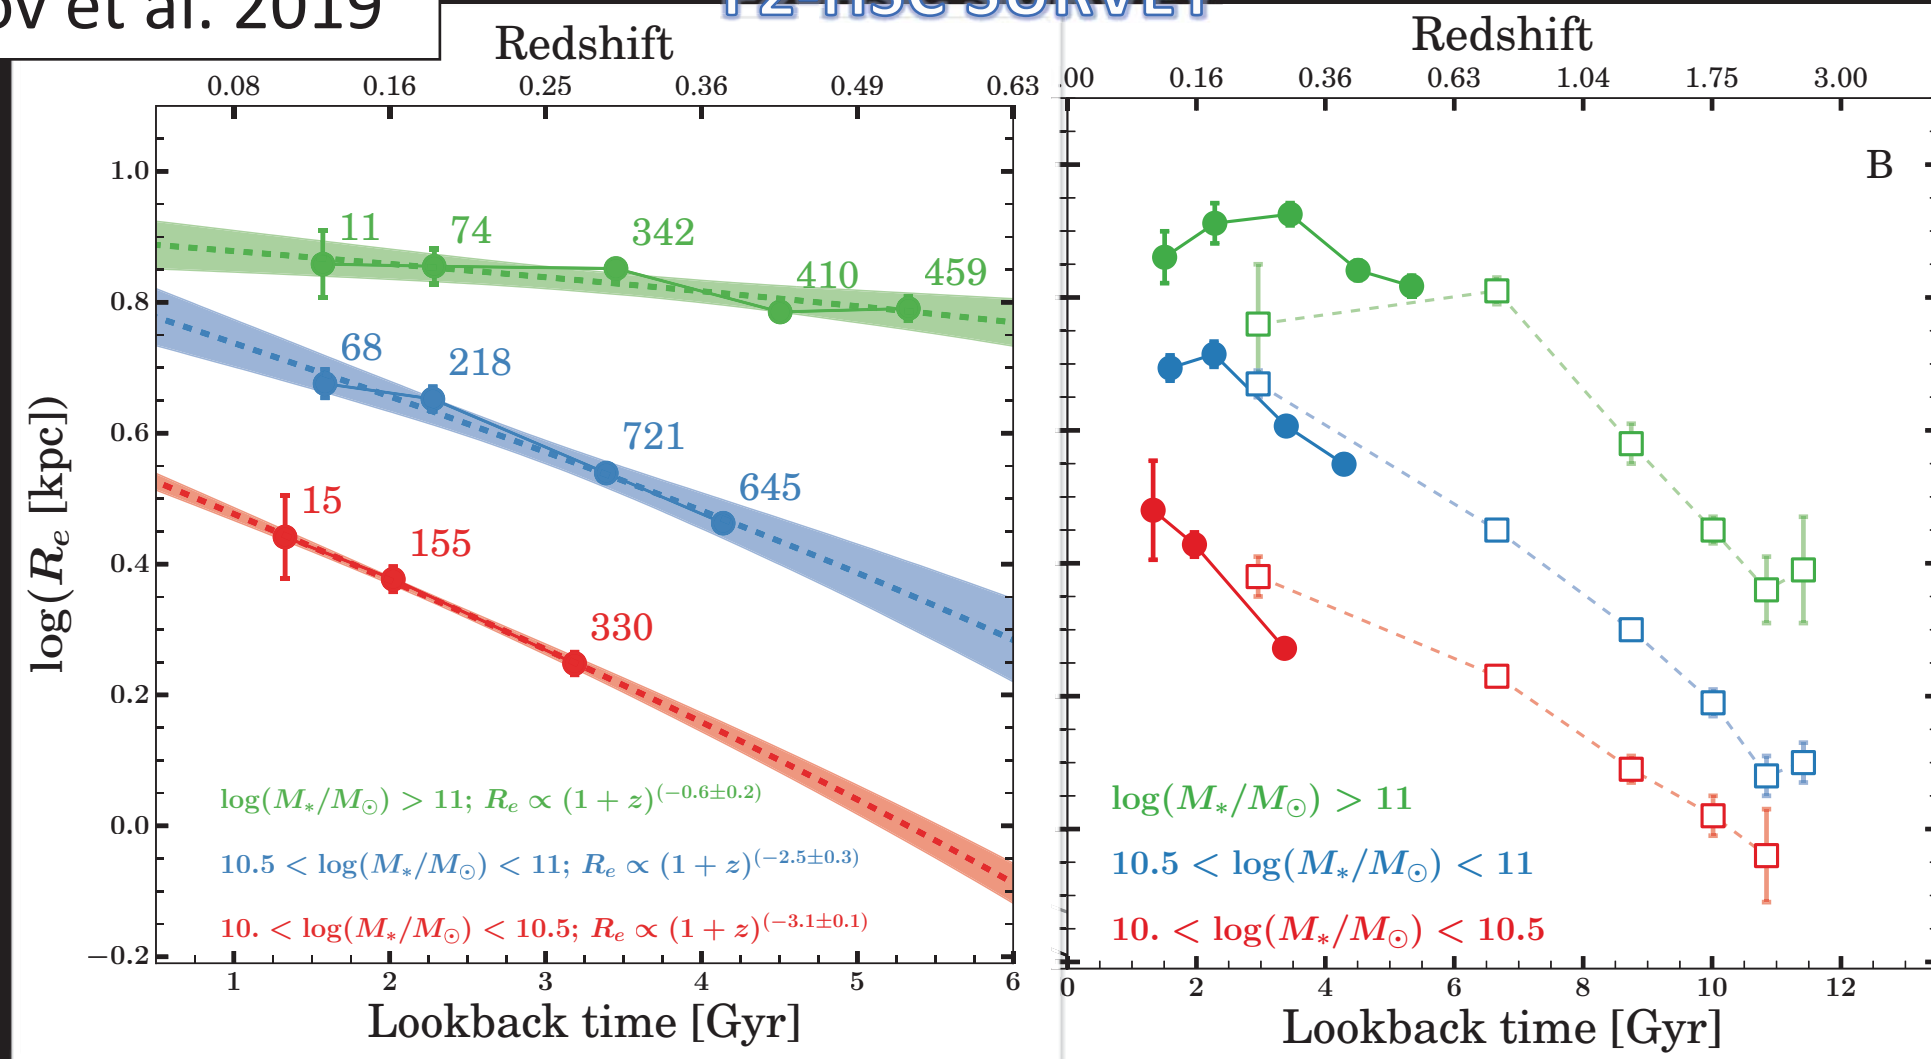 ov et al. 2019
SURVEY
Redshift
0.08 0.16 0.25 0.36 0.49 0.63
1.0
0.8
0.6
0.4
0.2
0.0
−0.2
log(Rₑ [kpc])
11 74 342 410 459
68 218 721 645
15 155 330
log(M*/M⊙) > 11; Rₑ ∝ (1 + z)^(−0.6±0.2)
10.5 < log(M*/M⊙) < 11; Rₑ ∝ (1 + z)^(−2.5±0.3)
10. < log(M*/M⊙) < 10.5; Rₑ ∝ (1 + z)^(−3.1±0.1)
1 2 3 4 5 6
Lookback time [Gyr]
Redshift
.00 0.16 0.36 0.63 1.04 1.75 3.00
B
log(M*/M⊙) > 11
10.5 < log(M*/M⊙) < 11
10. < log(M*/M⊙) < 10.5
0 2 4 6 8 10 12
Lookback time [Gyr]